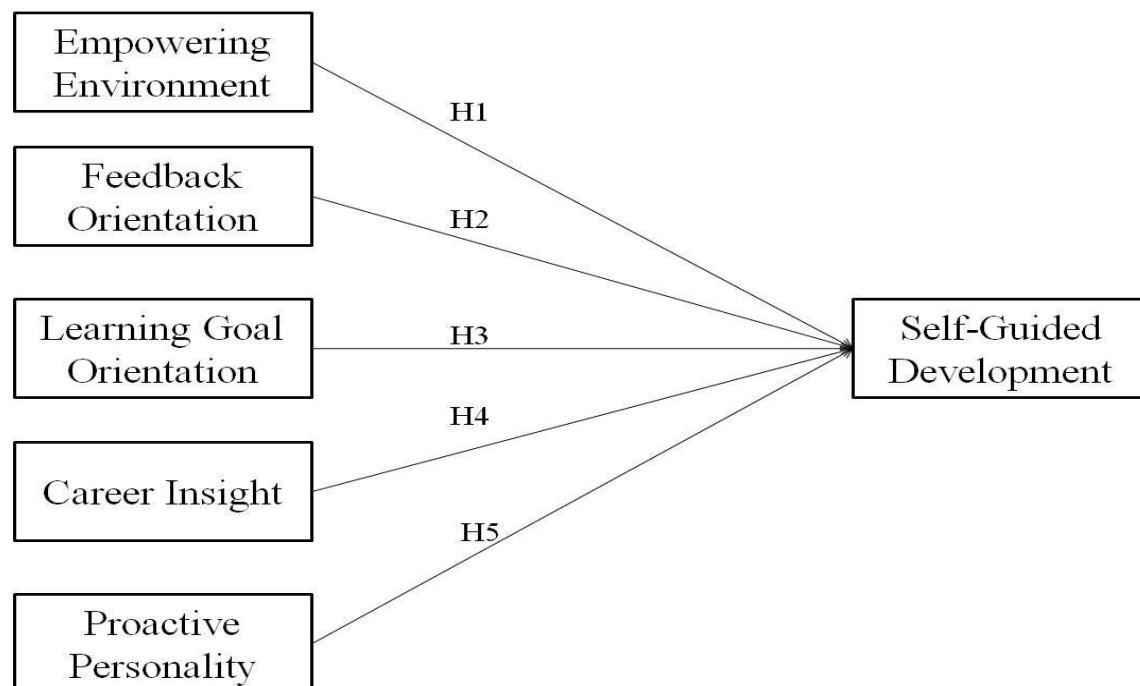 Empowering
Environment
H1
Feedback
Orientation
H2
Learning Goal
Orientation
H3
Self-Guided
Development
H4
Career Insight
H5
Proactive
Personality